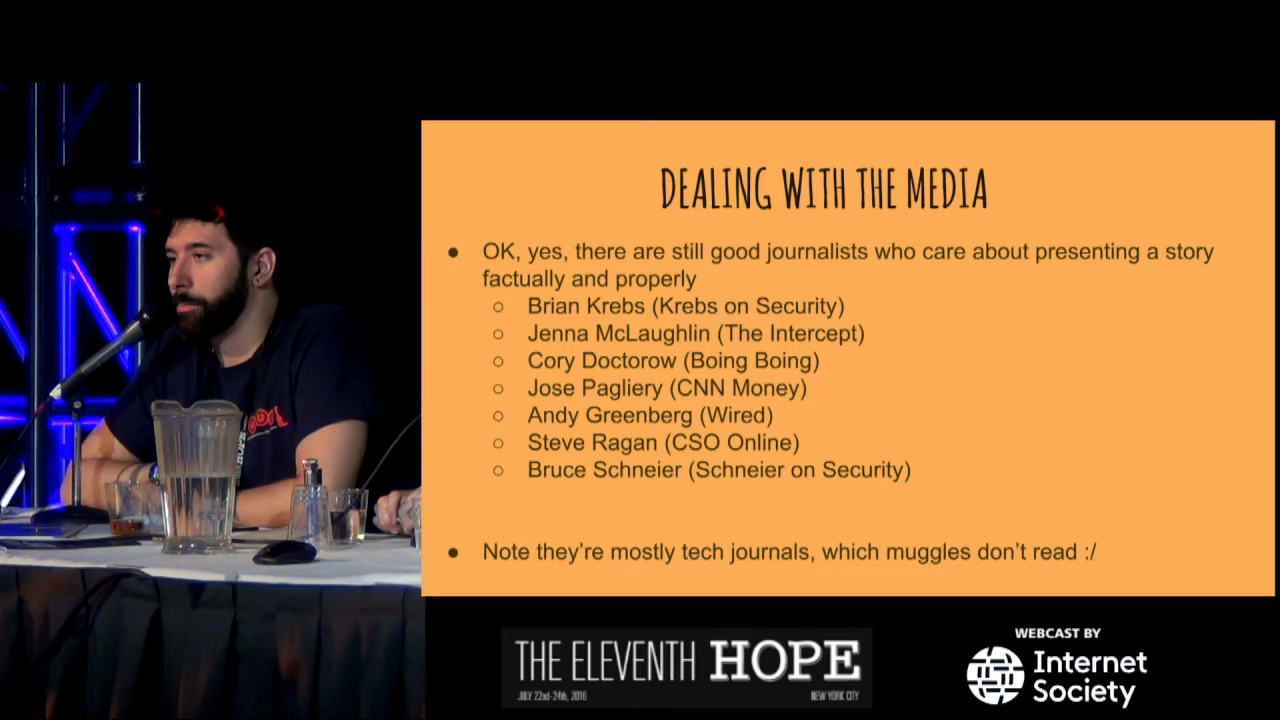 DEALING WITH THE MEDIA
● OK, yes, there are still good journalists who care about presenting a story
factually and properly
○ Brian Krebs (Krebs on Security)
○ Jenna McLaughlin (The Intercept)
○ Cory Doctorow (Boing Boing)
○ Jose Pagliery (CNN Money)
○ Andy Greenberg (Wired)
○ Steve Ragan (CSO Online)
○ Bruce Schneier (Schneier on Security)
● Note they're mostly tech journals, which muggles don't read :/
HOPE
THE ELEVENTH HOPE
JULY 22nd-24th, 2016 NEW YORK CITY
WEBCAST BY
Internet
Society